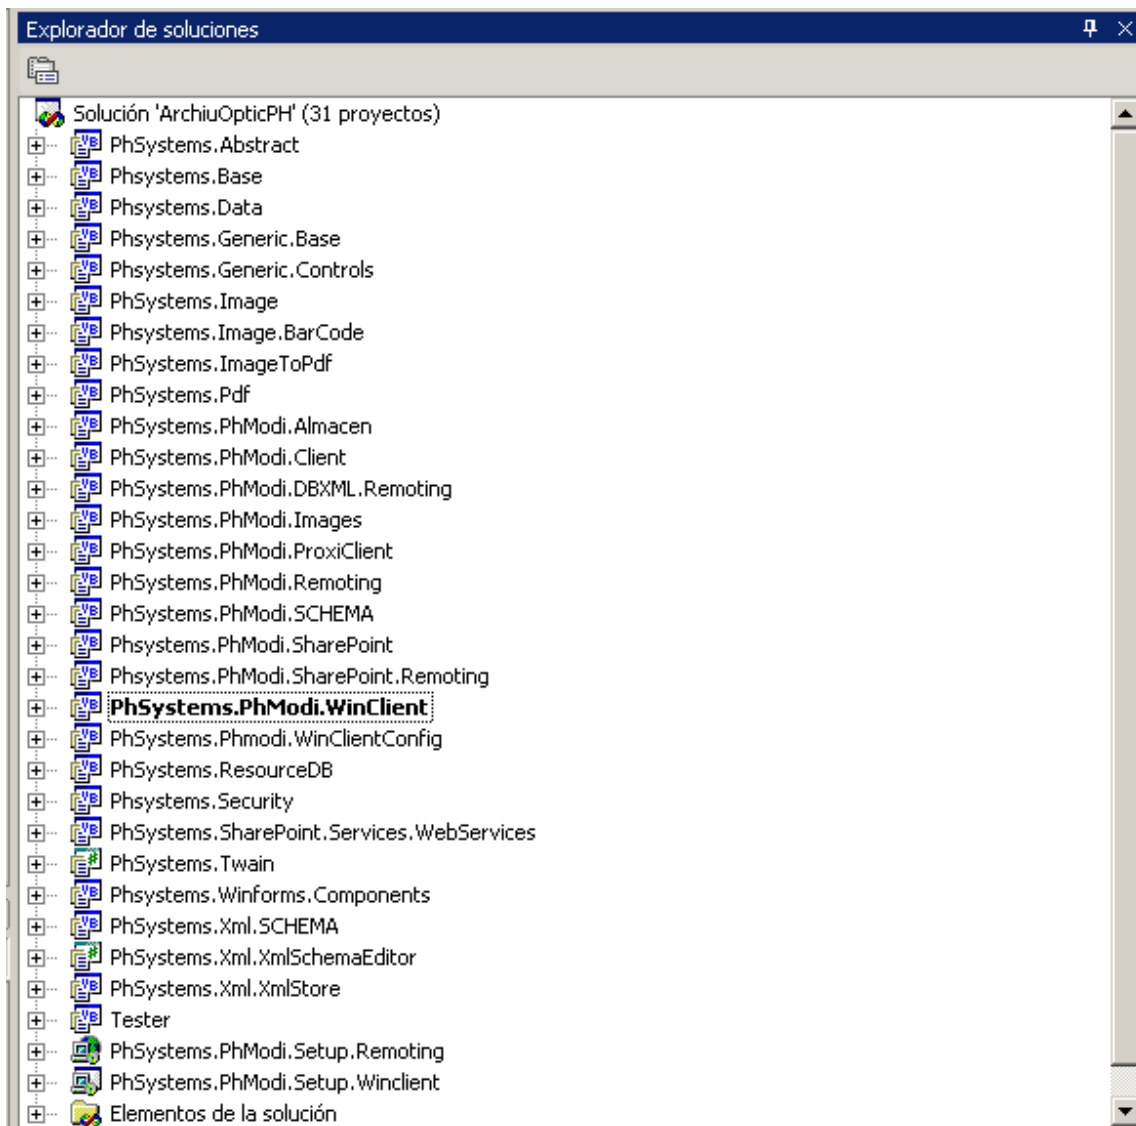 Explorador de soluciones
Solución 'ArchiuOpticPH' (31 proyectos)
PhSystems.Abstract
Phsystems.Base
Phsystems.Data
Phsystems.Generic.Base
Phsystems.Generic.Controls
PhSystems.Image
Phsystems.Image.BarCode
PhSystems.ImageToPdf
PhSystems.Pdf
PhSystems.PhModi.Almacen
PhSystems.PhModi.Client
PhSystems.PhModi.DBXML.Remoting
PhSystems.PhModi.Images
PhSystems.PhModi.ProxiClient
PhSystems.PhModi.Remoting
PhSystems.PhModi.SCHEMA
Phsystems.PhModi.SharePoint
Phsystems.PhModi.SharePoint.Remoting
PhSystems.PhModi.WinClient
PhSystems.Phmodi.WinClientConfig
PhSystems.ResourceDB
Phsystems.Security
PhSystems.SharePoint.Services.WebServices
PhSystems.Twain
Phsystems.Winforms.Components
PhSystems.Xml.SCHEMA
PhSystems.Xml.XmlSchemaEditor
PhSystems.Xml.XmlStore
Tester
PhSystems.PhModi.Setup.Remoting
PhSystems.PhModi.Setup.Winclient
Elementos de la solución